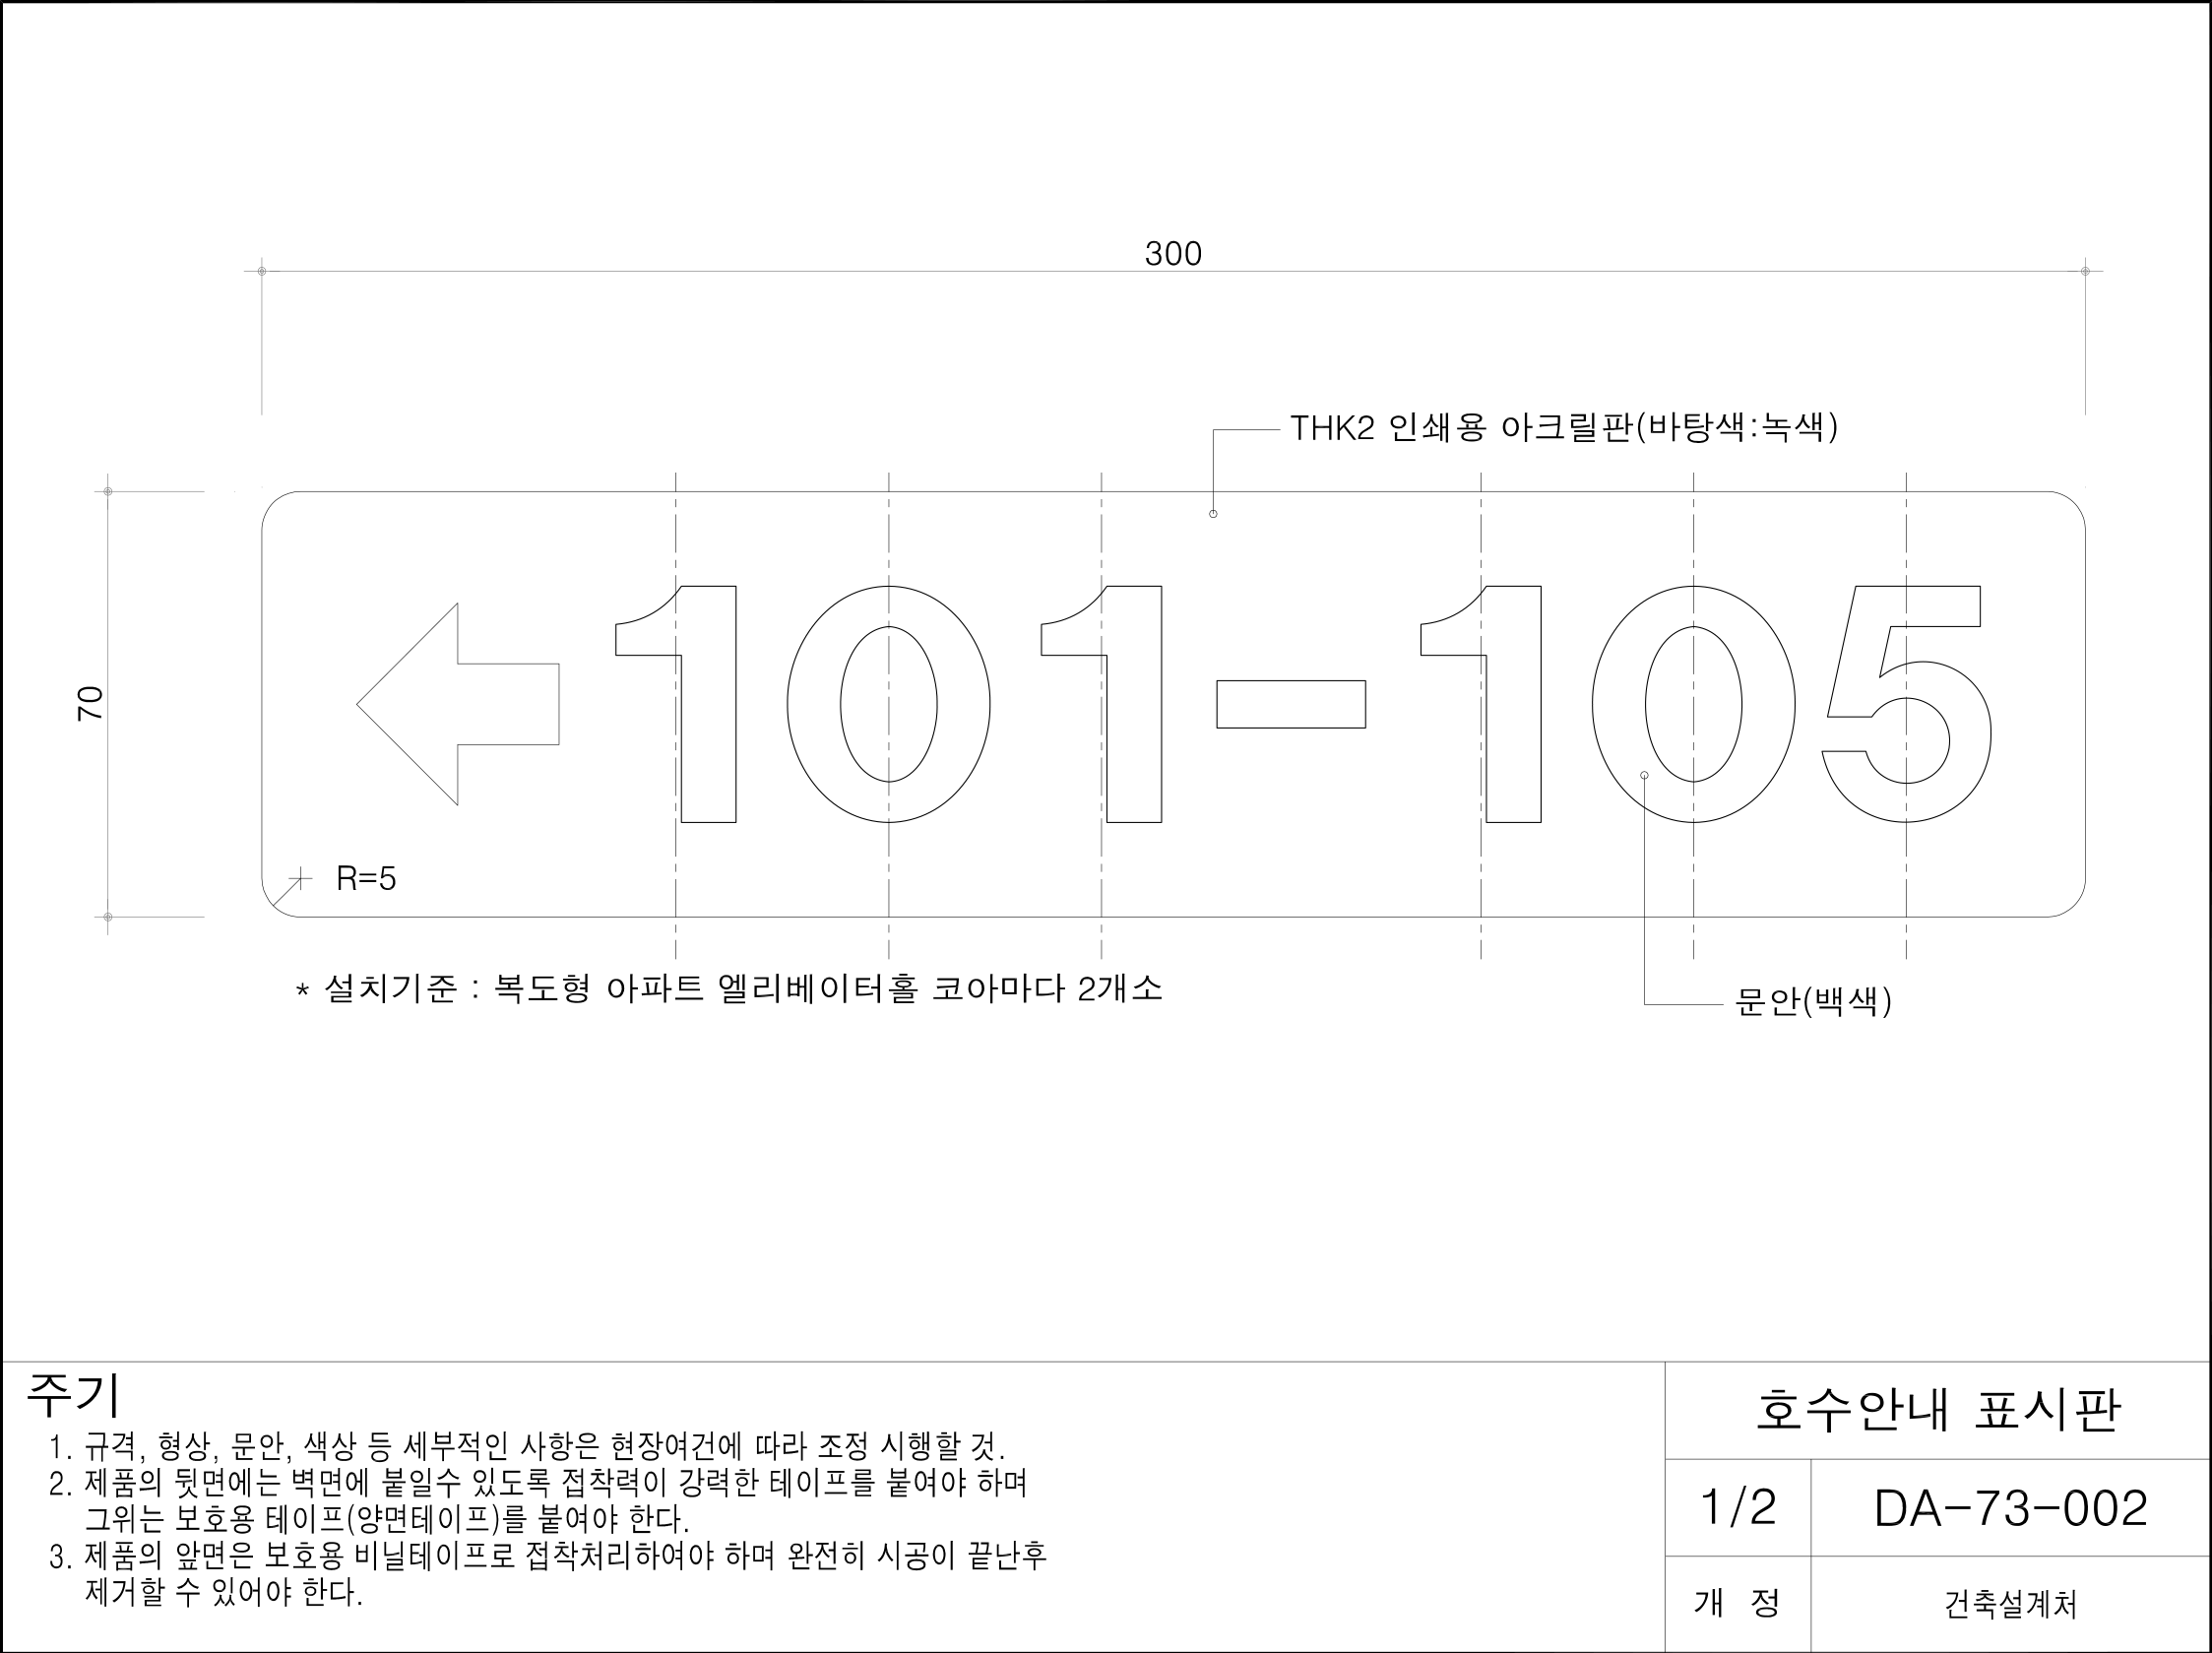 300
THK2 인쇄용 아크릴판(바탕색:녹색)
70
101-105
R=5
* 설치기준 : 복도형 아파트 엘리베이터홀 코아마다 2개소
문안(백색)
주기
1. 규격, 형상, 문안, 색상 등 세부적인 사항은 현장여건에 따라 조정 시행할 것.
2. 제품의 뒷면에는 벽면에 붙일수 있도록 접착력이 강력한 테이프를 붙여야 하며
그위는 보호용 테이프(양면테이프)를 붙여야 한다.
3. 제품의 앞면은 보호용 비닐테이프로 접착처리하여야 하며 완전히 시공이 끝난후
제거할 수 있어야 한다.
호수안내 표시판
1/2 DA-73-002
개 정 건축설계처